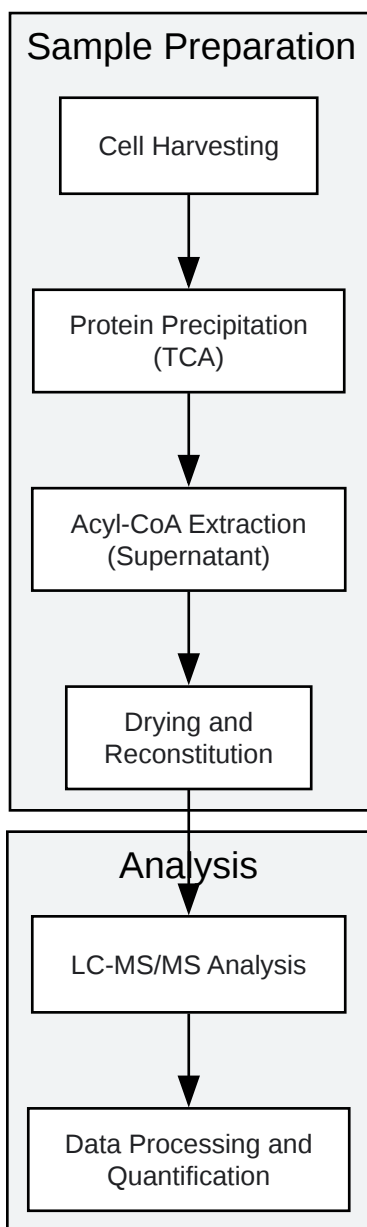 Sample Preparation
Cell Harvesting
Protein Precipitation
(TCA)
Acyl-CoA Extraction
(Supernatant)
Drying and
Reconstitution
Analysis
LC-MS/MS Analysis
Data Processing and
Quantification